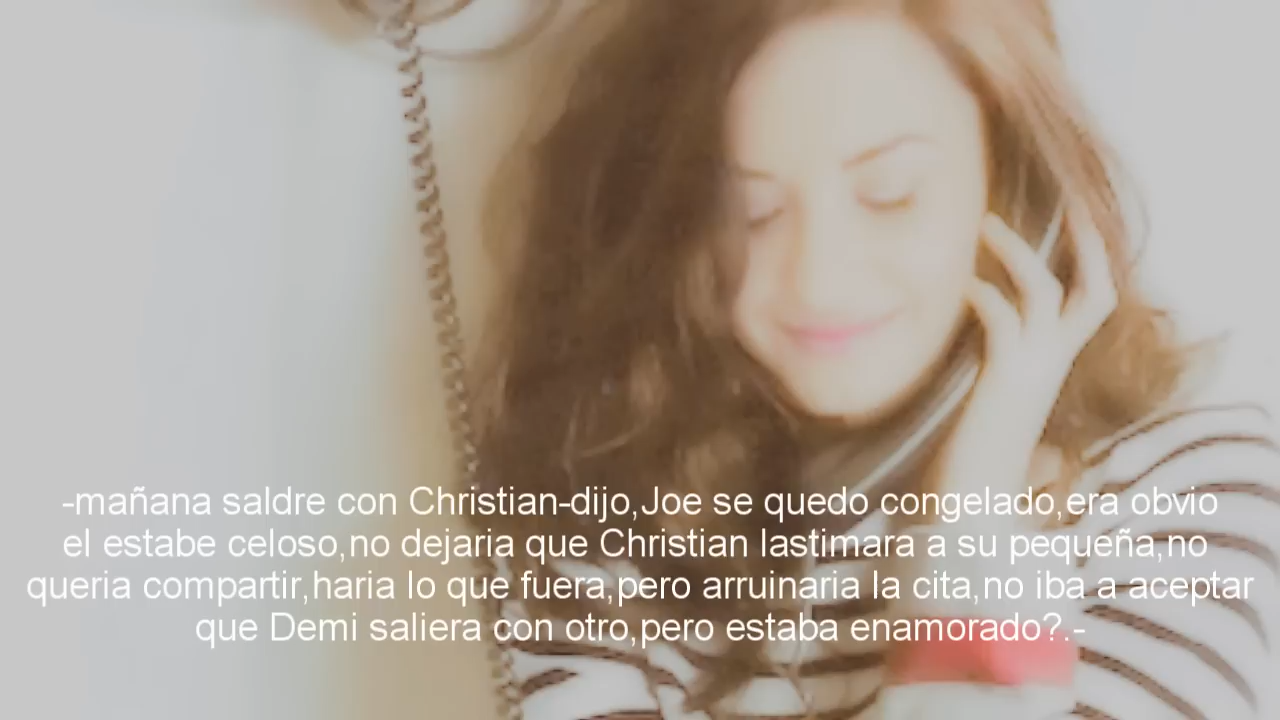 -mañana saldre con Christian-dijo,Joe se quedo congelado,era obvio
el estabe celoso,no dejaria que Christian lastimara a su pequeña,no
queria compartir,haria lo que fuera,pero arruinaria la cita,no iba a aceptar
que Demi saliera con otro,pero estaba enamorado?.-